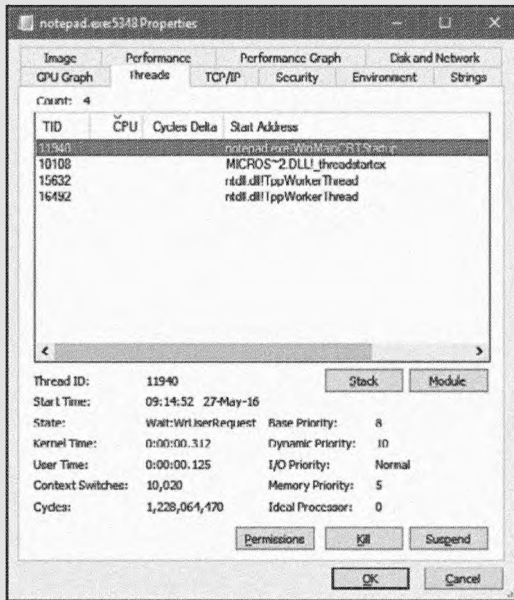 notepad.exe:5348 Properties
Image Performance Performance Graph Disk and Network
GPU Graph Threads TCP/IP Security Environment Strings
Count: 4
TID CPU Cycles Delta Start Address
11940 notepad.exe!WinMainCRTStartup
10108 MICROS~2.DLL!_threadstartex
15632 ntdll.dll!TppWorkerThread
16492 ntdll.dll!TppWorkerThread
Thread ID: 11940 Stack Module
Start Time: 09:14:52 27-May-16
State: Wait:WrUserRequest Base Priority: 8
Kernel Time: 0:00:00.312 Dynamic Priority: 10
User Time: 0:00:00.125 I/O Priority: Normal
Context Switches: 10,020 Memory Priority: 5
Cycles: 1,228,064,470 Ideal Processor: 0
Permissions Kill Suspend
OK Cancel